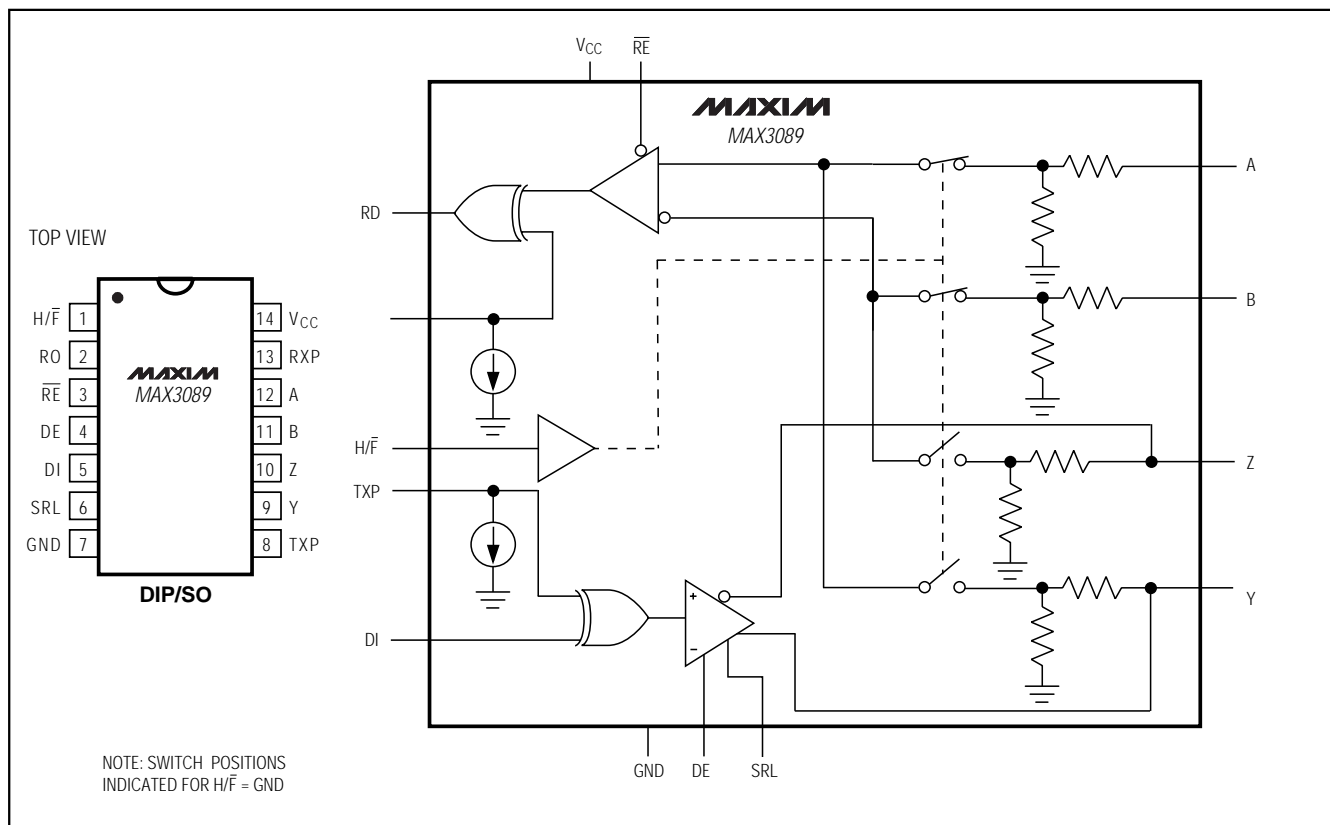 TOP VIEW
H/F̅ 1
RO 2
R̅E̅ 3
DE 4
DI 5
SRL 6
GND 7
MAXIM
MAX3089
14 VCC
13 RXP
12 A
11 B
10 Z
9 Y
8 TXP
DIP/SO
VCC
R̅E̅
MAXIM
MAX3089
RD
H/F̅
TXP
DI
+
–
A
B
Z
Y
GND
DE
SRL
NOTE: SWITCH POSITIONS
INDICATED FOR H/F̅ = GND